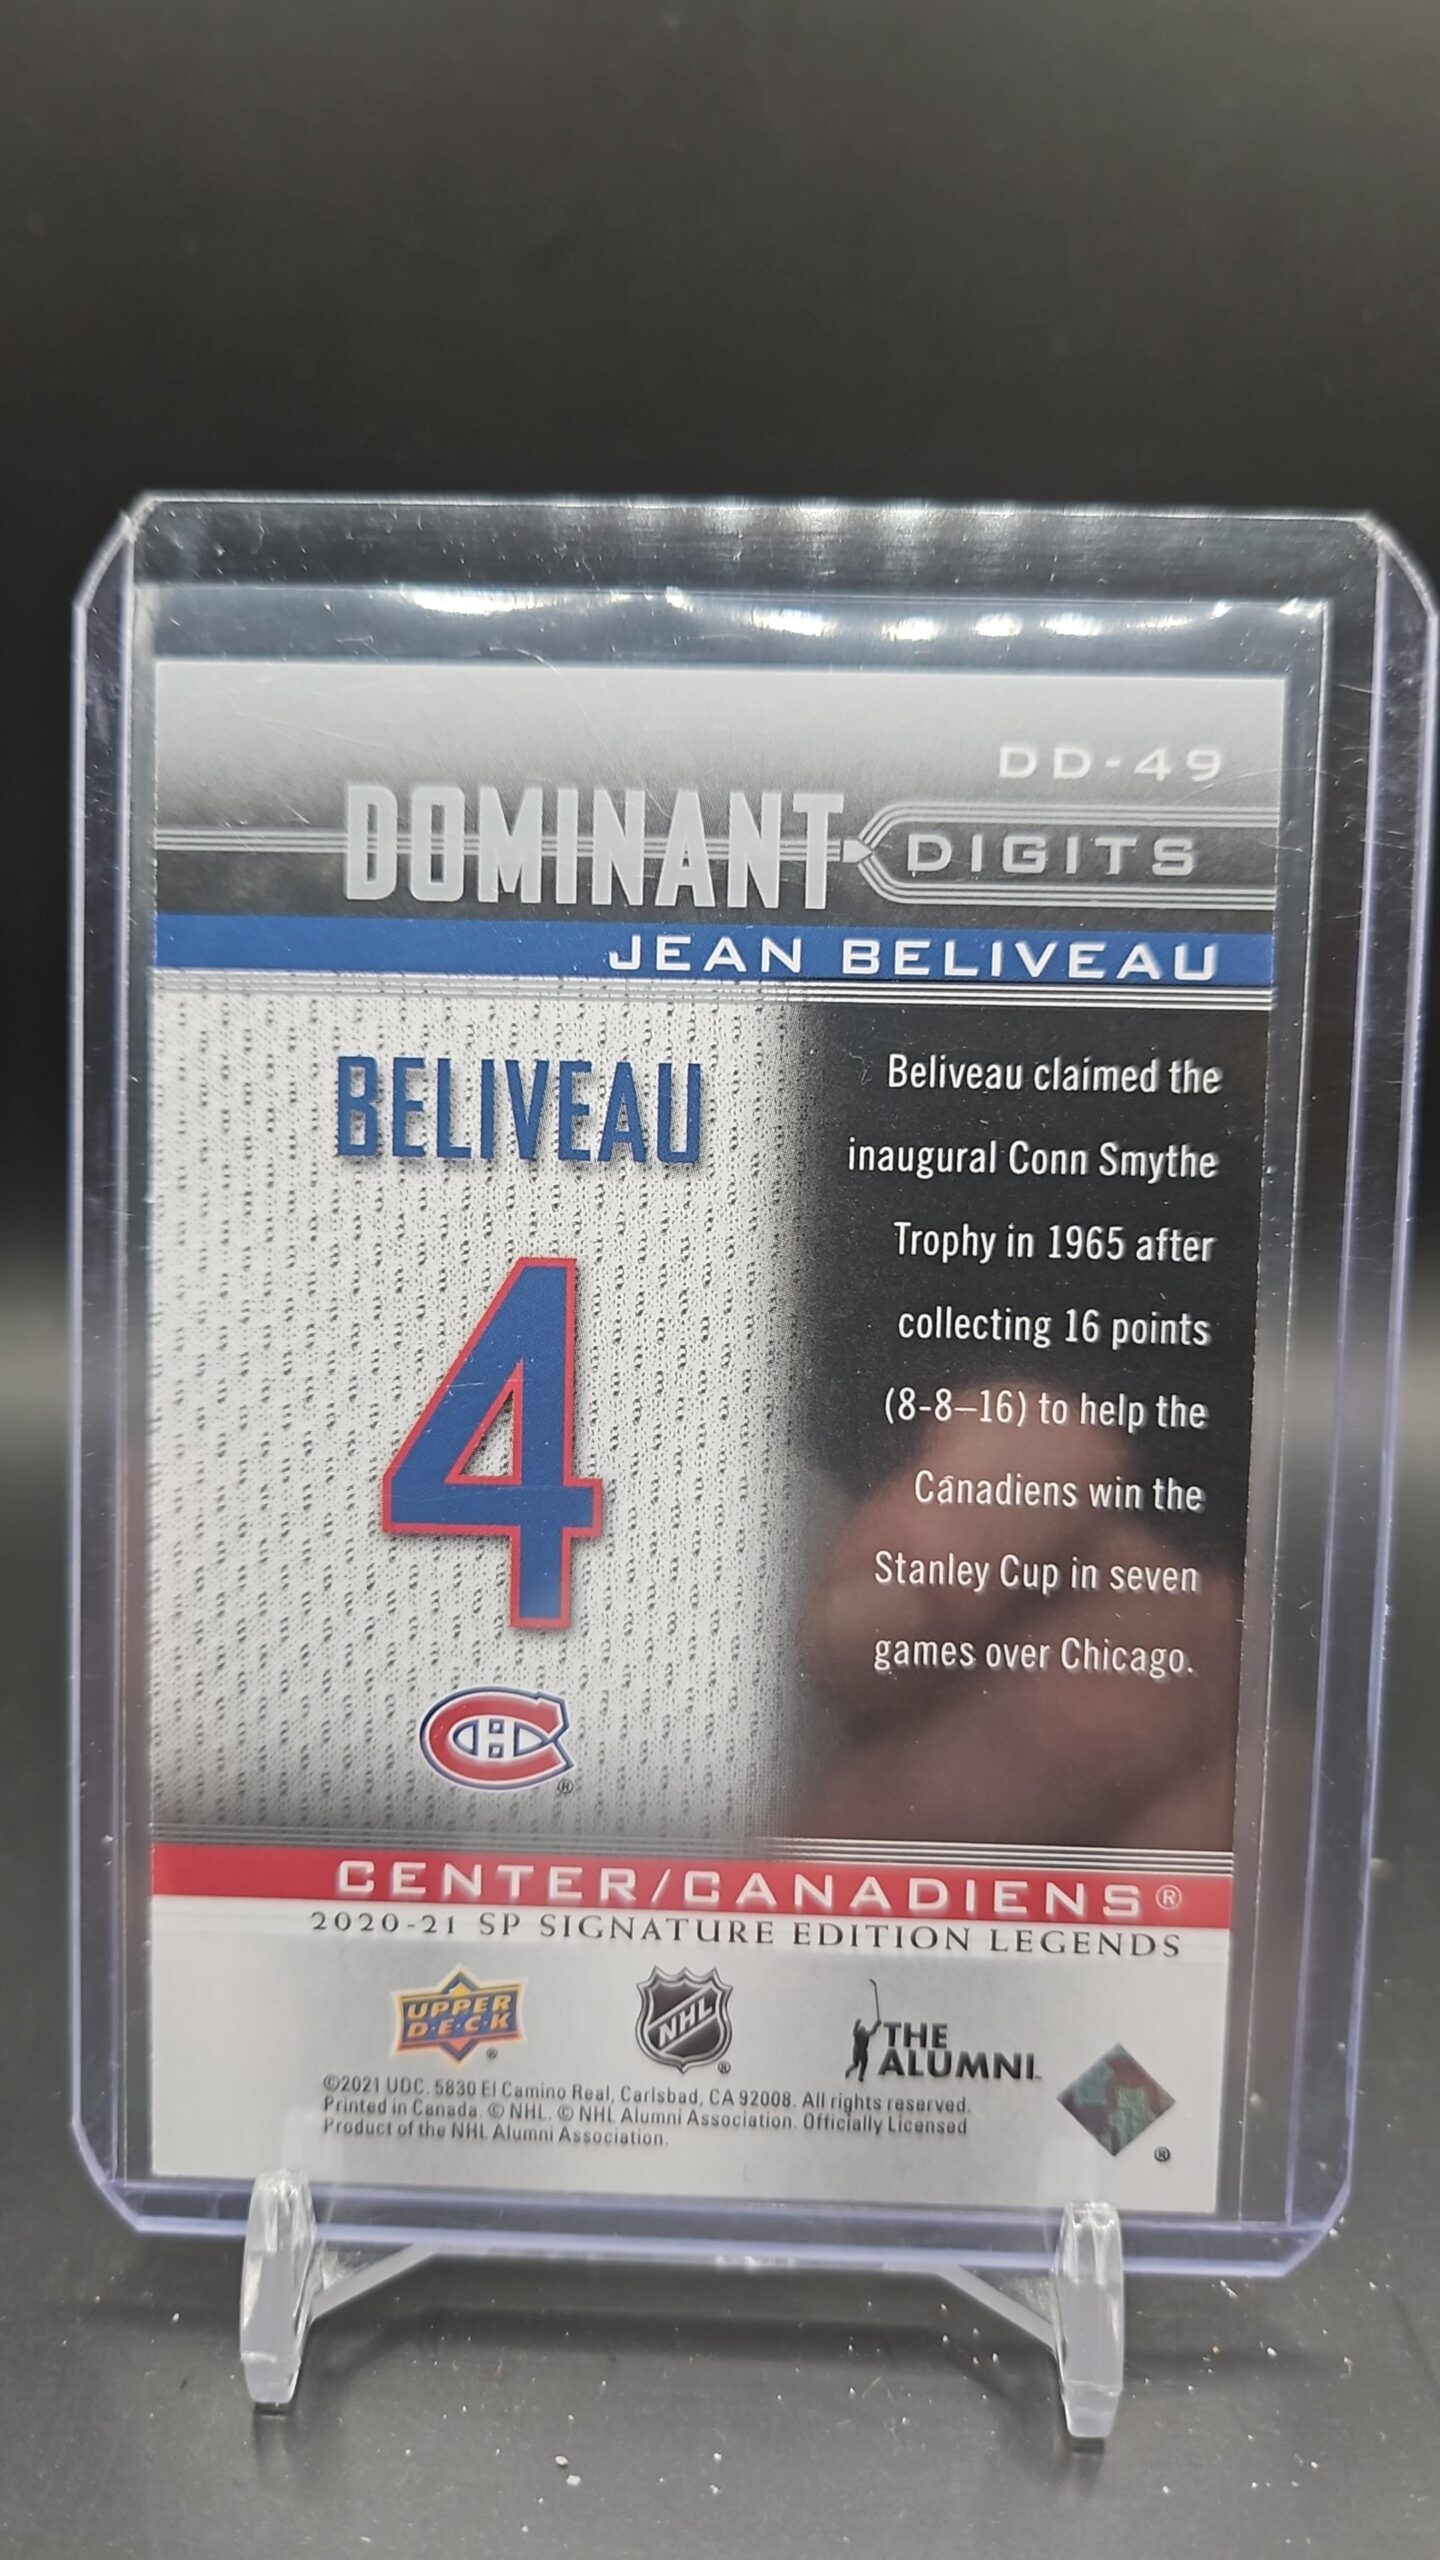 DD-49
DOMINANT DIGITS
JEAN BELIVEAU
BELIVEAU
4
Beliveau claimed the
inaugural Conn Smythe
Trophy in 1965 after
collecting 16 points
(8-8–16) to help the
Canadiens win the
Stanley Cup in seven
games over Chicago.
CH®
CENTER/CANADIENS®
2020-21 SP SIGNATURE EDITION LEGENDS
UPPER
D·E·C·K®
NHL®
THE
ALUMNI
®
©2021 UDC. 5830 El Camino Real, Carlsbad, CA 92008. All rights reserved.
Printed in Canada. © NHL. © NHL Alumni Association. Officially Licensed
Product of the NHL Alumni Association.